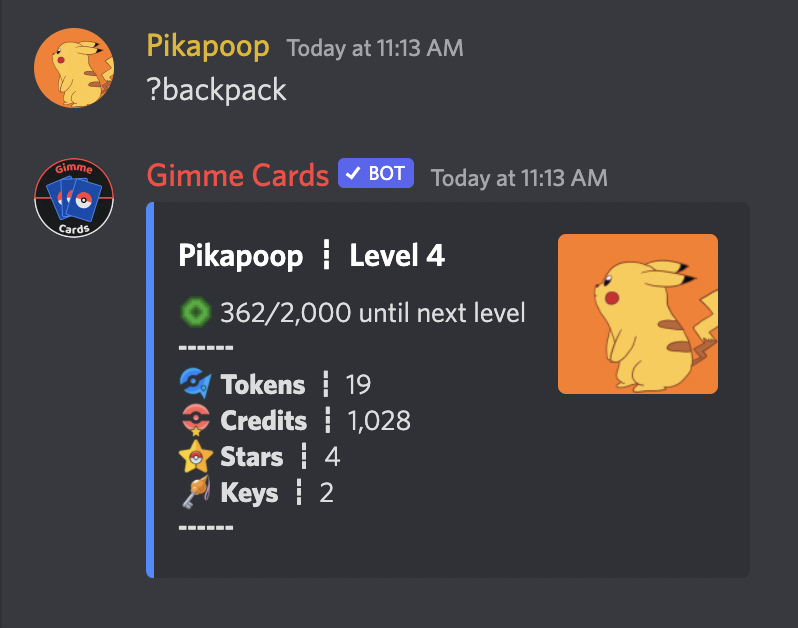 Pikapoop Today at 11:13 AM
?backpack
Gimme
Cards
Gimme Cards ✓ BOT Today at 11:13 AM
Pikapoop ┋ Level 4
362/2,000 until next level
------
Tokens ┋ 19
Credits ┋ 1,028
Stars ┋ 4
Keys ┋ 2
------